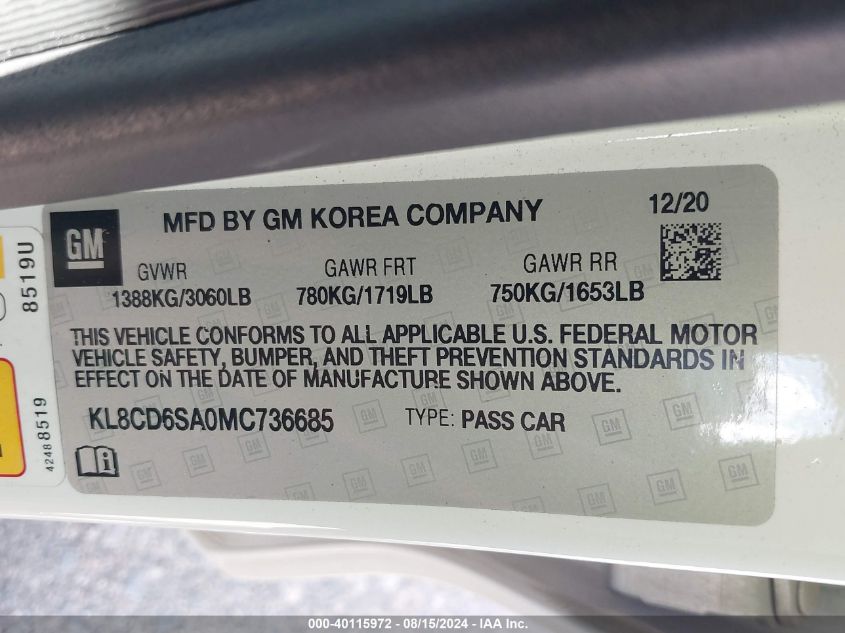 MFD BY GM KOREA COMPANY
12/20
GM
GVWR
GAWR FRT
GAWR RR
1388KG/3060LB
780KG/1719LB
750KG/1653LB
THIS VEHICLE CONFORMS TO ALL APPLICABLE U.S. FEDERAL MOTOR
VEHICLE SAFETY, BUMPER, AND THEFT PREVENTION STANDARDS IN
EFFECT ON THE DATE OF MANUFACTURE SHOWN ABOVE.
KL8CD6SA0MC736685
TYPE: PASS CAR
8519U
42488519
000-40115972 - 08/15/2024 - IAA Inc.